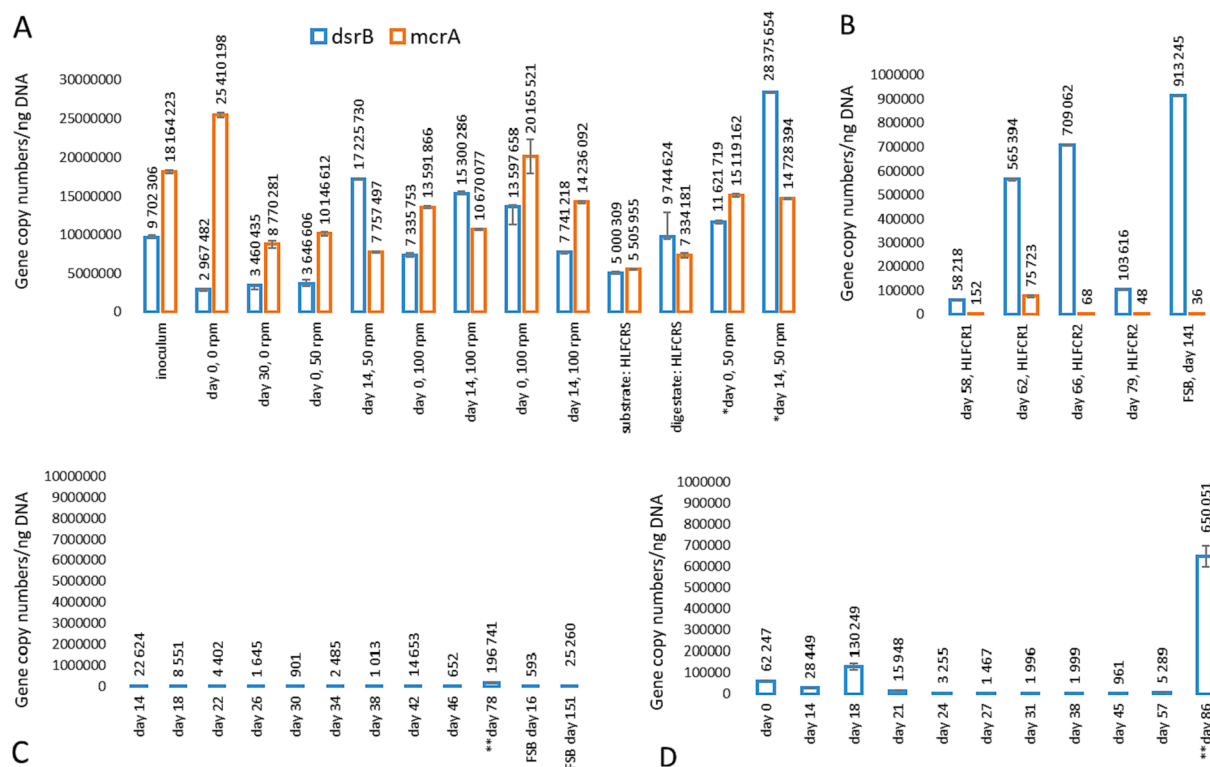 A
dsrB mcrA
Gene copy numbers/ng DNA
30000000
25000000
20000000
15000000
10000000
5000000
0
9 702 306
18 164 223
2 967 482
25 410 198
3 460 435
8 770 281
3 646 606
10 146 612
17 225 730
7 757 497
7 335 753
13 591 866
15 300 286
10 670 077
13 597 658
20 165 521
7 741 218
14 236 092
5 000 309
5 505 955
9 744 624
7 334 181
11 621 719
15 119 162
28 375 654
14 728 394
inoculum
day 0, 0 rpm
day 30, 0 rpm
day 0, 50 rpm
day 14, 50 rpm
day 0, 100 rpm
day 14, 100 rpm
day 0, 100 rpm
day 14, 100 rpm
substrate: HLFCRS
digestate: HLFCRS
*day 0, 50 rpm
*day 14, 50 rpm
B
Gene copy numbers/ng DNA
1000000
900000
800000
700000
600000
500000
400000
300000
200000
100000
0
58 218
152
565 394
75 723
709 062
68
103 616
48
913 245
36
day 58, HLFCR1
day 62, HLFCR1
day 66, HLFCR2
day 79, HLFCR2
FSB, day 141
Gene copy numbers/ng DNA
10000000
9000000
8000000
7000000
6000000
5000000
4000000
3000000
2000000
1000000
0
22 624
8 551
4 402
1 645
901
2 485
1 013
14 653
652
196 741
593
25 260
day 14
day 18
day 22
day 26
day 30
day 34
day 38
day 42
day 46
**day 78
FSB day 16
FSB day 151
C
Gene copy numbers/ng DNA
1000000
900000
800000
700000
600000
500000
400000
300000
200000
100000
0
62 247
28 449
130 249
15 948
3 255
1 467
1 996
1 999
961
5 289
650 051
day 0
day 14
day 18
day 21
day 24
day 27
day 31
day 38
day 45
day 57
**day 86
D